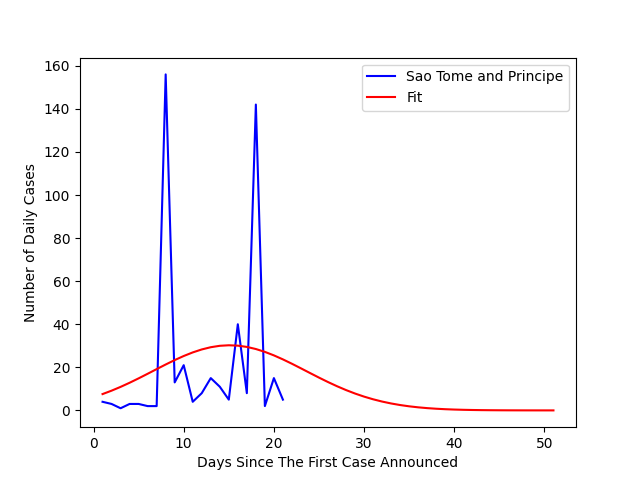 Sao Tome and Principe
Fit
160
140
120
100
80
60
40
20
0
Number of Daily Cases
0 10 20 30 40 50
Days Since The First Case Announced